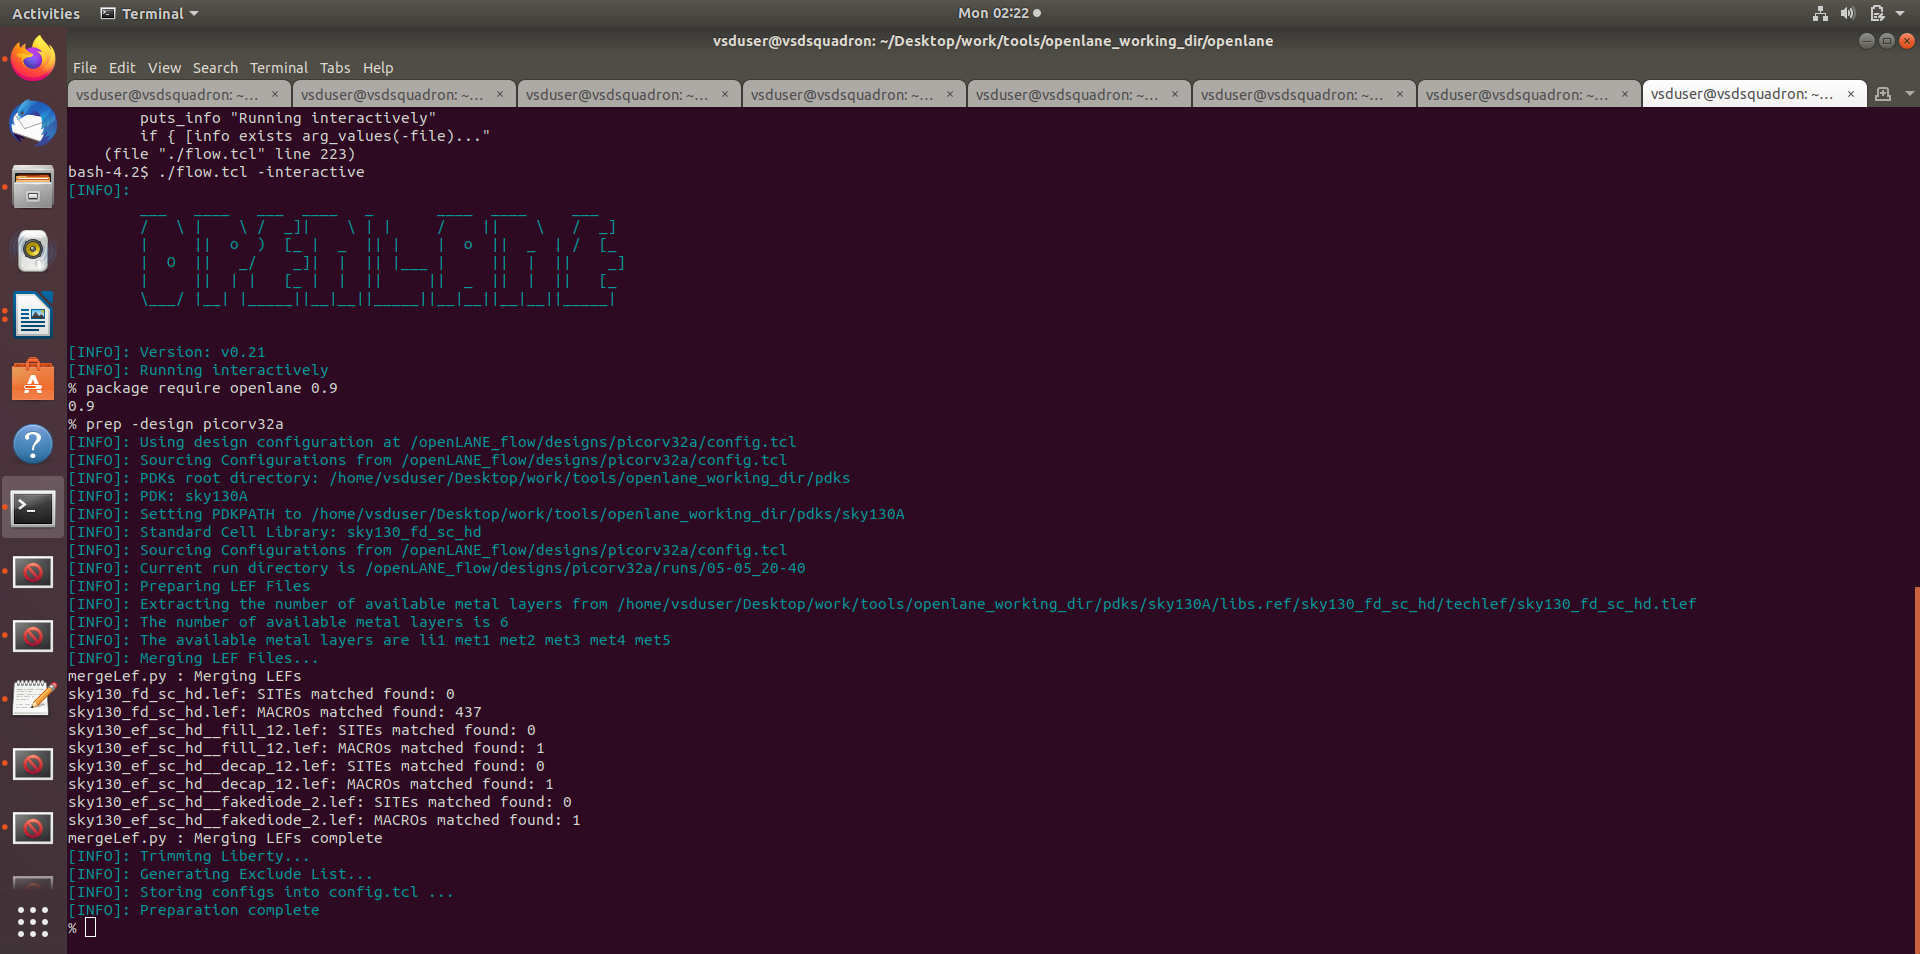 Activities Terminal Mon 02:22
vsduser@vsdsquadron: ~/Desktop/work/tools/openlane_working_dir/openlane
File Edit View Search Terminal Tabs Help
vsduser@vsdsquadron: ~... × vsduser@vsdsquadron: ~... × vsduser@vsdsquadron: ~... × vsduser@vsdsquadron: ~... × vsduser@vsdsquadron: ~... × vsduser@vsdsquadron: ~... × vsduser@vsdsquadron: ~... × vsduser@vsdsquadron: ~... ×
puts_info "Running interactively"
if { [info exists arg_values(-file)..."
(file "./flow.tcl" line 223)
bash-4.2$ ./flow.tcl -interactive
[INFO]:
OPENLANE
[INFO]: Version: v0.21
[INFO]: Running interactively
% package require openlane 0.9
0.9
% prep -design picorv32a
[INFO]: Using design configuration at /openLANE_flow/designs/picorv32a/config.tcl
[INFO]: Sourcing Configurations from /openLANE_flow/designs/picorv32a/config.tcl
[INFO]: PDKs root directory: /home/vsduser/Desktop/work/tools/openlane_working_dir/pdks
[INFO]: PDK: sky130A
[INFO]: Setting PDKPATH to /home/vsduser/Desktop/work/tools/openlane_working_dir/pdks/sky130A
[INFO]: Standard Cell Library: sky130_fd_sc_hd
[INFO]: Sourcing Configurations from /openLANE_flow/designs/picorv32a/config.tcl
[INFO]: Current run directory is /openLANE_flow/designs/picorv32a/runs/05-05_20-40
[INFO]: Preparing LEF Files
[INFO]: Extracting the number of available metal layers from /home/vsduser/Desktop/work/tools/openlane_working_dir/pdks/sky130A/libs.ref/sky130_fd_sc_hd/techlef/sky130_fd_sc_hd.tlef
[INFO]: The number of available metal layers is 6
[INFO]: The available metal layers are li1 met1 met2 met3 met4 met5
[INFO]: Merging LEF Files...
mergeLef.py : Merging LEFs
sky130_fd_sc_hd.lef: SITEs matched found: 0
sky130_fd_sc_hd.lef: MACROs matched found: 437
sky130_ef_sc_hd__fill_12.lef: SITEs matched found: 0
sky130_ef_sc_hd__fill_12.lef: MACROs matched found: 1
sky130_ef_sc_hd__decap_12.lef: SITEs matched found: 0
sky130_ef_sc_hd__decap_12.lef: MACROs matched found: 1
sky130_ef_sc_hd__fakediode_2.lef: SITEs matched found: 0
sky130_ef_sc_hd__fakediode_2.lef: MACROs matched found: 1
mergeLef.py : Merging LEFs complete
[INFO]: Trimming Liberty...
[INFO]: Generating Exclude List...
[INFO]: Storing configs into config.tcl ...
[INFO]: Preparation complete
%